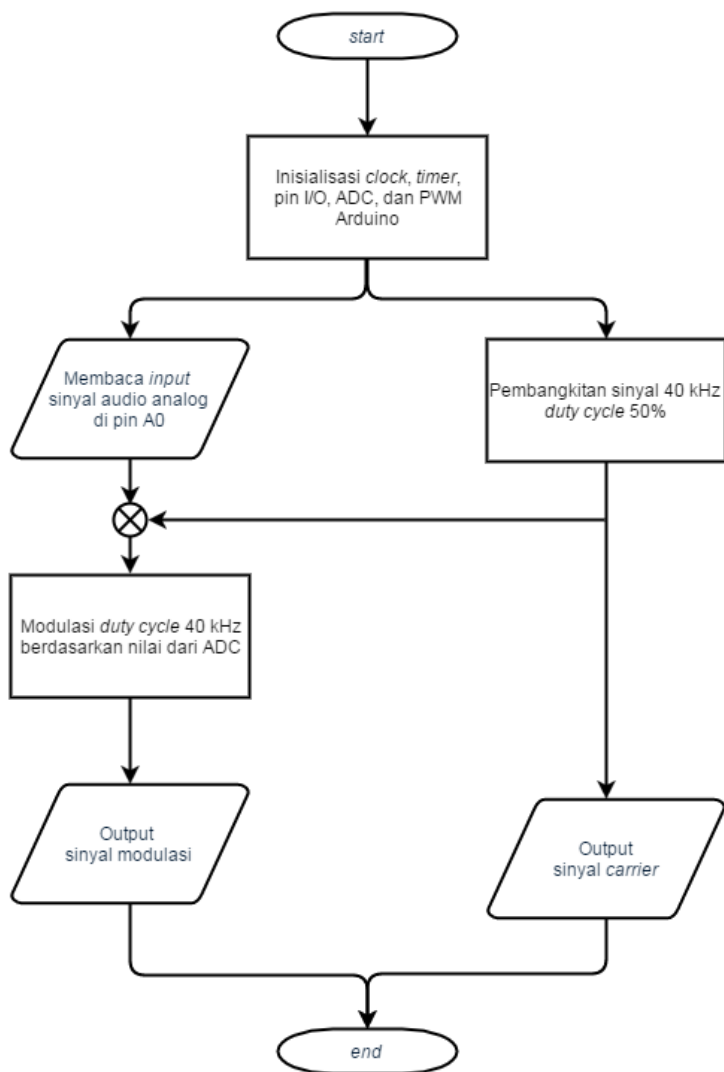 start
Inisialisasi clock, timer,
pin I/O, ADC, dan PWM
Arduino
Membaca input
sinyal audio analog
di pin A0
Pembangkitan sinyal 40 kHz
duty cycle 50%
Modulasi duty cycle 40 kHz
berdasarkan nilai dari ADC
Output
sinyal modulasi
Output
sinyal carrier
end